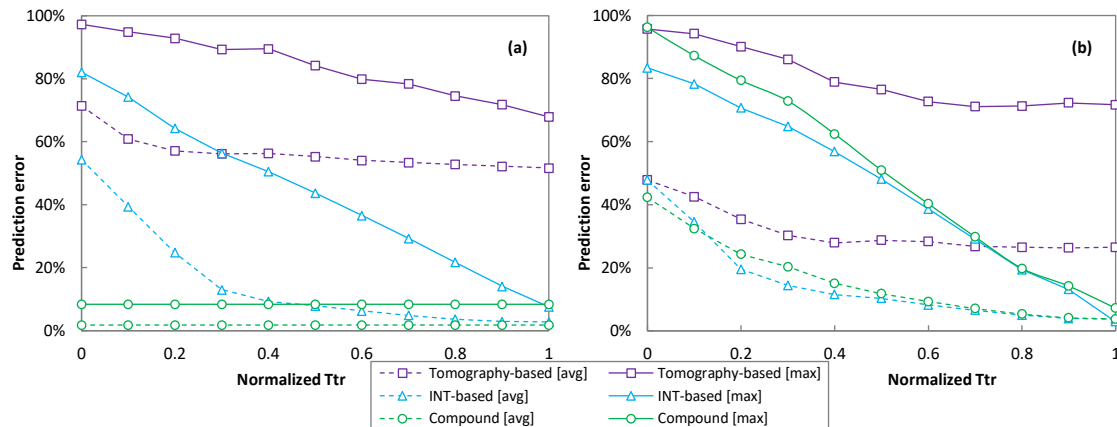 100%
80%
60%
40%
20%
0%
Prediction error
(a)
0 0.2 0.4 0.6 0.8 1
Normalized Ttr
100%
80%
60%
40%
20%
0%
Prediction error
(b)
0 0.2 0.4 0.6 0.8 1
Normalized Ttr
Tomography-based [avg] Tomography-based [max]
INT-based [avg] INT-based [max]
Compound [avg] Compound [max]